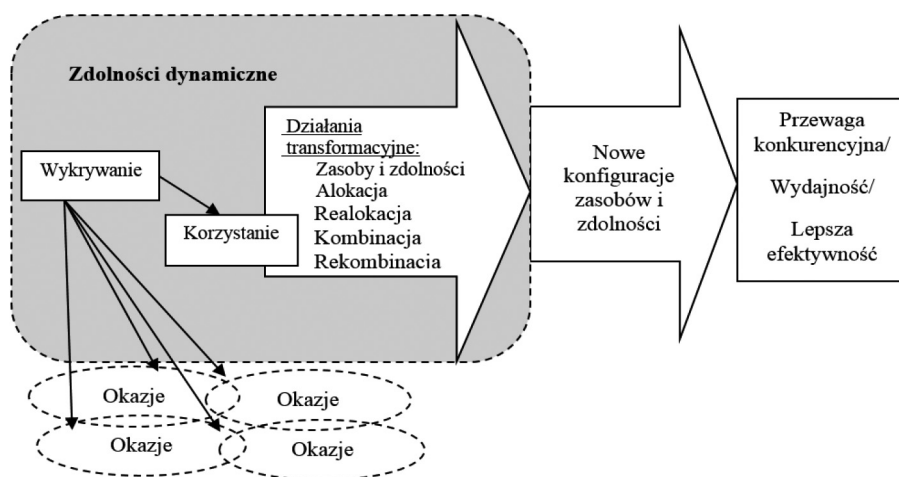 Zdolności dynamiczne
Wykrywanie
Korzystanie
Działania
transformacyjne:
Zasoby i zdolności
Alokacja
Realokacja
Kombinacja
Rekombinacja
Nowe
konfiguracje
zasobów i
zdolności
Przewaga
konkurencyjna/
Wydajność/
Lepsza
efektywność
Okazje
Okazje
Okazje
Okazje